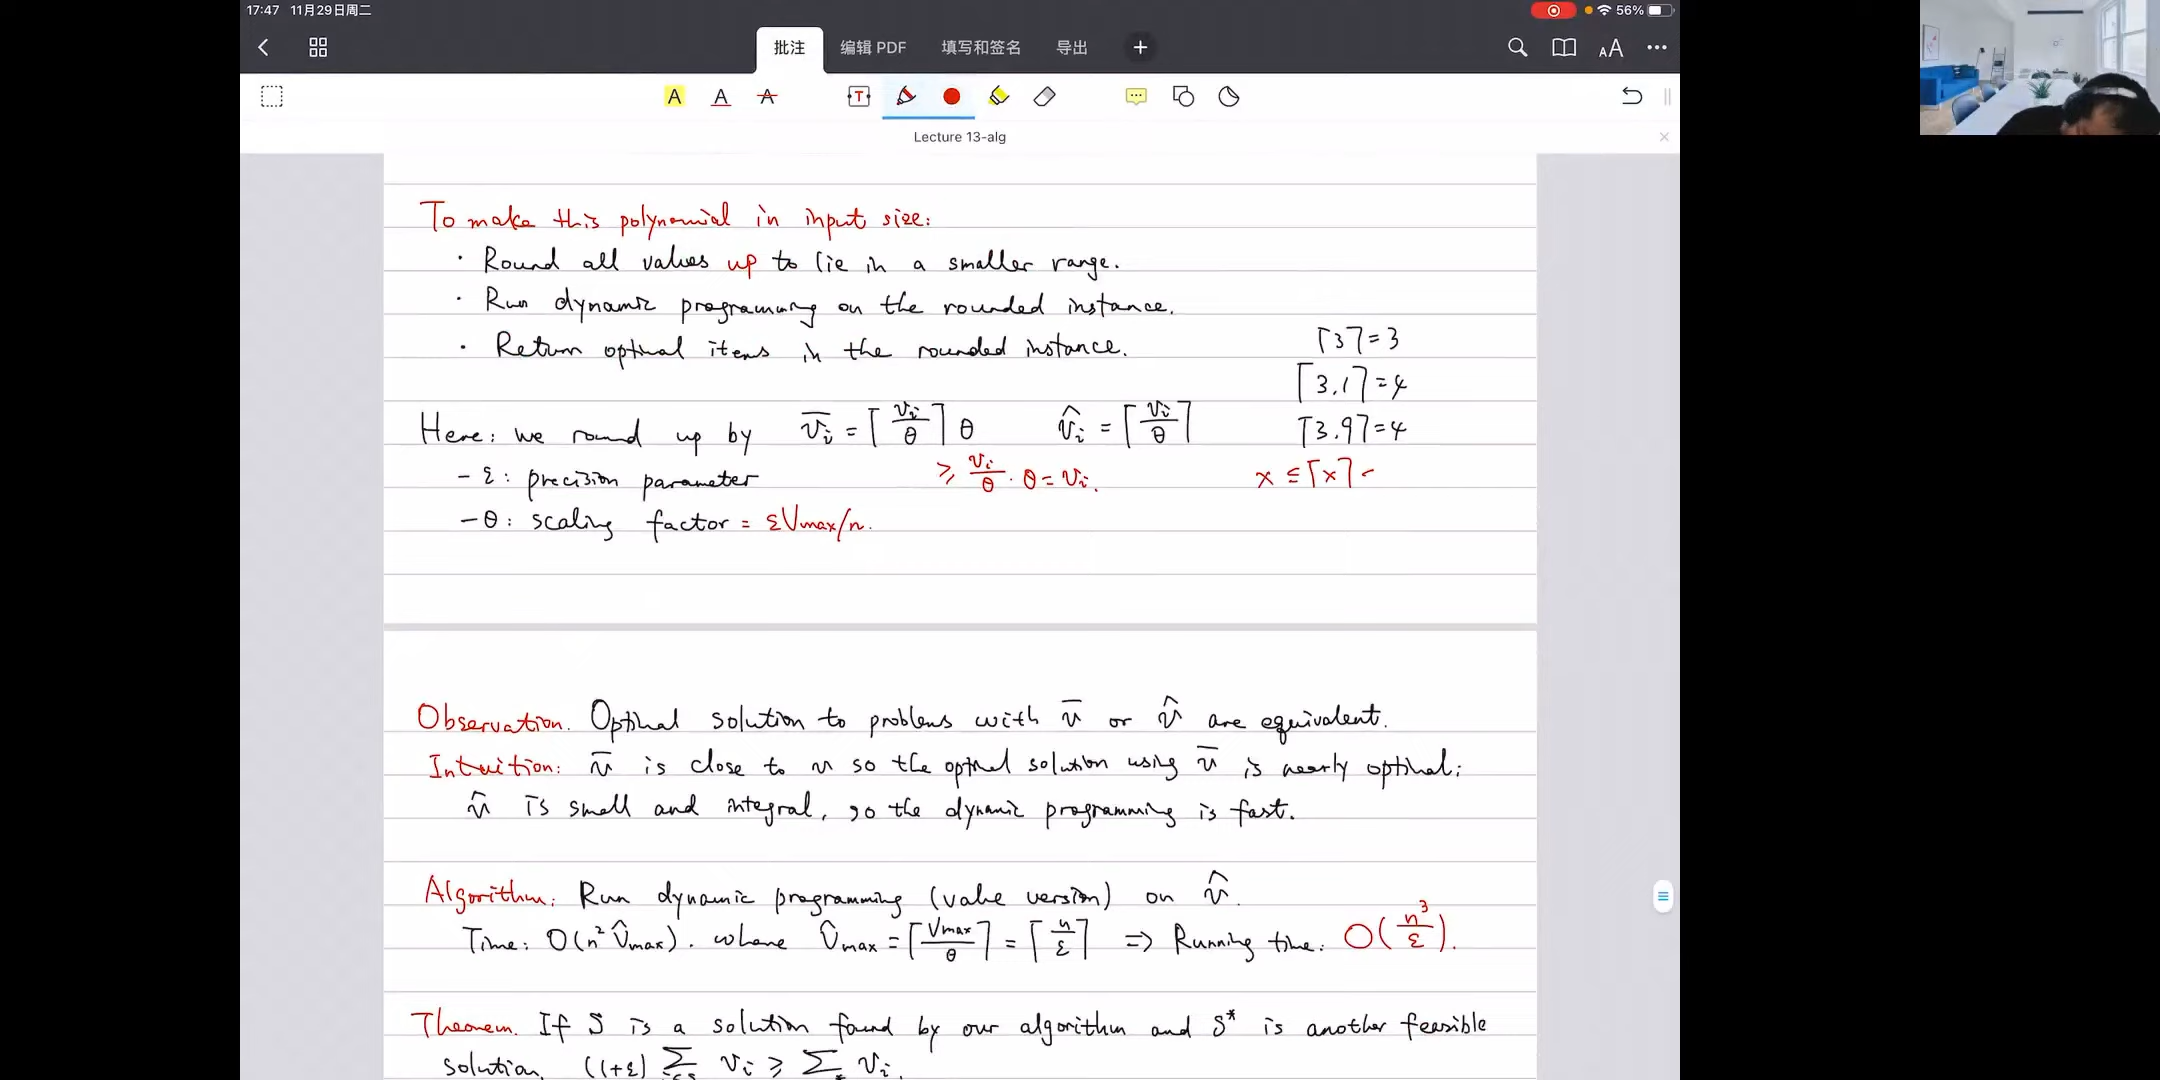 17:47 11月29日周二
56%
批注 编辑 PDF 填写和签名 导出
Lecture 13-alg
To make this polynomial in input size:
· Round all values up to lie in a smaller range.
· Run dynamic programming on the rounded instance.
· Return optimal items in the rounded instance.
⌈3⌉=3
⌈3.1⌉=4
⌈3.9⌉=4
Here: we round up by v̄ᵢ = ⌈vᵢ/θ⌉ θ v̂ᵢ = ⌈vᵢ/θ⌉
- ε: precision parameter ≥ vᵢ/θ · θ = vᵢ. x ≤ ⌈x⌉ <
- θ: scaling factor = εVmax/n.
Observation. Optimal solution to problems with v̄ or v̂ are equivalent.
Intuition: v̄ is close to v so the optimal solution using v̄ is nearly optimal;
v̂ is small and integral, so the dynamic programming is fast.
Algorithm: Run dynamic programming (value version) on v̂.
Time: O(n² v̂max). where v̂max = ⌈Vmax/θ⌉ = ⌈n/ε⌉ ⇒ Running time: O(n³/ε).
Theorem. If S is a solution found by our algorithm and S* is another feasible
solution, (1+ε) Σ vᵢ ≥ Σ vᵢ.